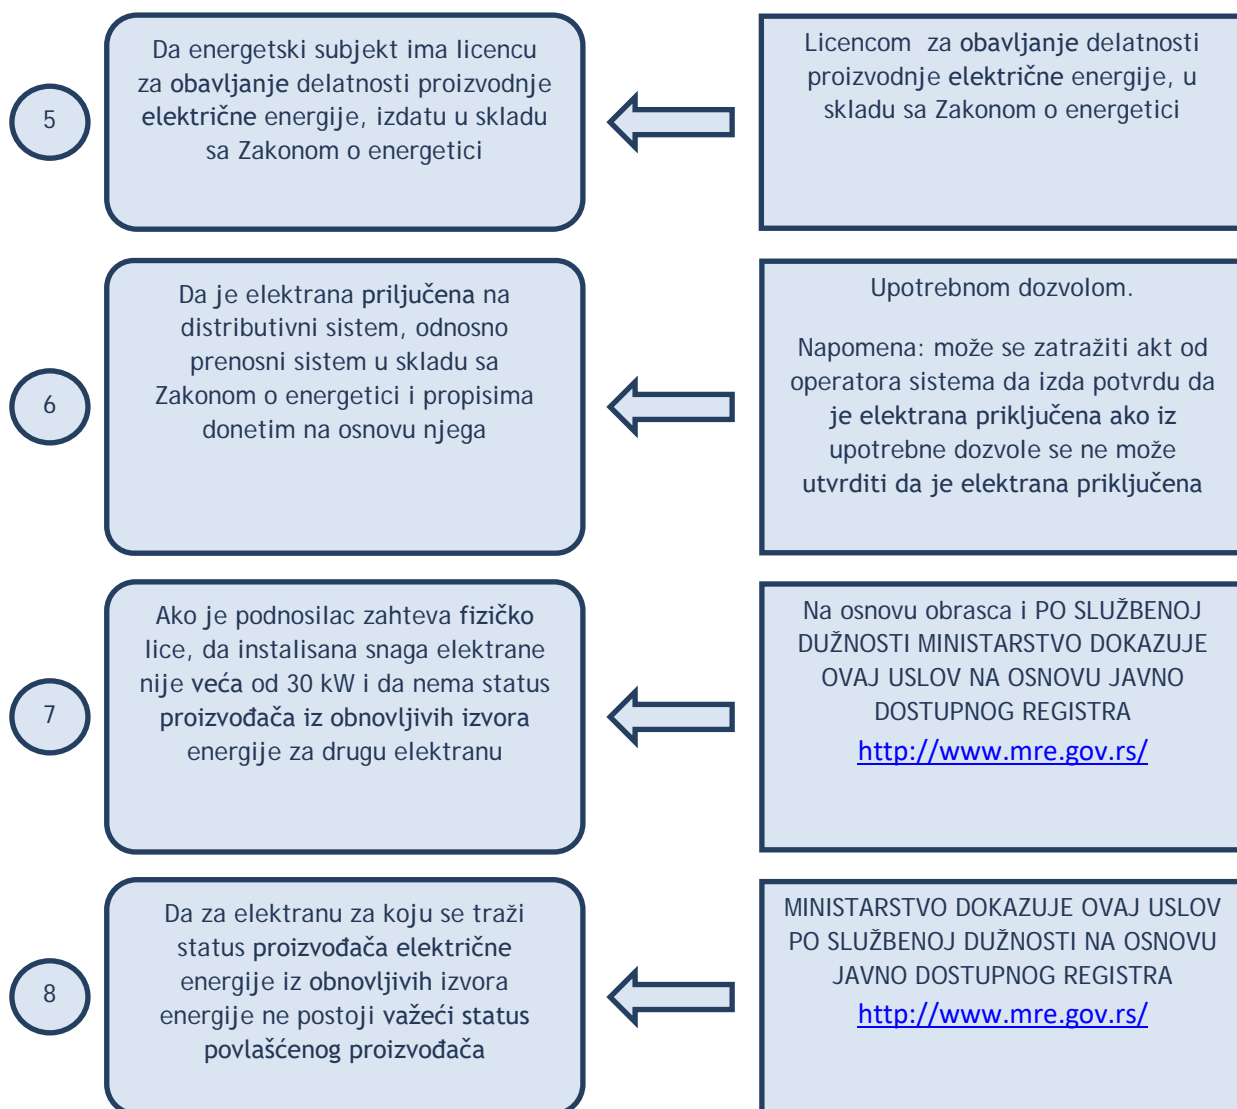 5
Da energetski subjekt ima licencu
za obavljanje delatnosti proizvodnje
električne energije, izdatu u skladu
sa Zakonom o energetici
Licencom za obavljanje delatnosti
proizvodnje električne energije, u
skladu sa Zakonom o energetici
6
Da je elektrana priljučena na
distributivni sistem, odnosno
prenosni sistem u skladu sa
Zakonom o energetici i propisima
donetim na osnovu njega
Upotrebnom dozvolom.
Napomena: može se zatražiti akt od
operatora sistema da izda potvrdu da
je elektrana priključena ako iz
upotrebne dozvole se ne može
utvrditi da je elektrana priključena
7
Ako je podnosilac zahteva fizičko
lice, da instalisana snaga elektrane
nije veća od 30 kW i da nema status
proizvođača iz obnovljivih izvora
energije za drugu elektranu
Na osnovu obrasca i PO SLUŽBENOJ
DUŽNOSTI MINISTARSTVO DOKAZUJE
OVAJ USLOV NA OSNOVU JAVNO
DOSTUPNOG REGISTRA
http://www.mre.gov.rs/
8
Da za elektranu za koju se traži
status proizvođača električne
energije iz obnovljivih izvora
energije ne postoji važeći status
povlašćenog proizvođača
MINISTARSTVO DOKAZUJE OVAJ USLOV
PO SLUŽBENOJ DUŽNOSTI NA OSNOVU
JAVNO DOSTUPNOG REGISTRA
http://www.mre.gov.rs/